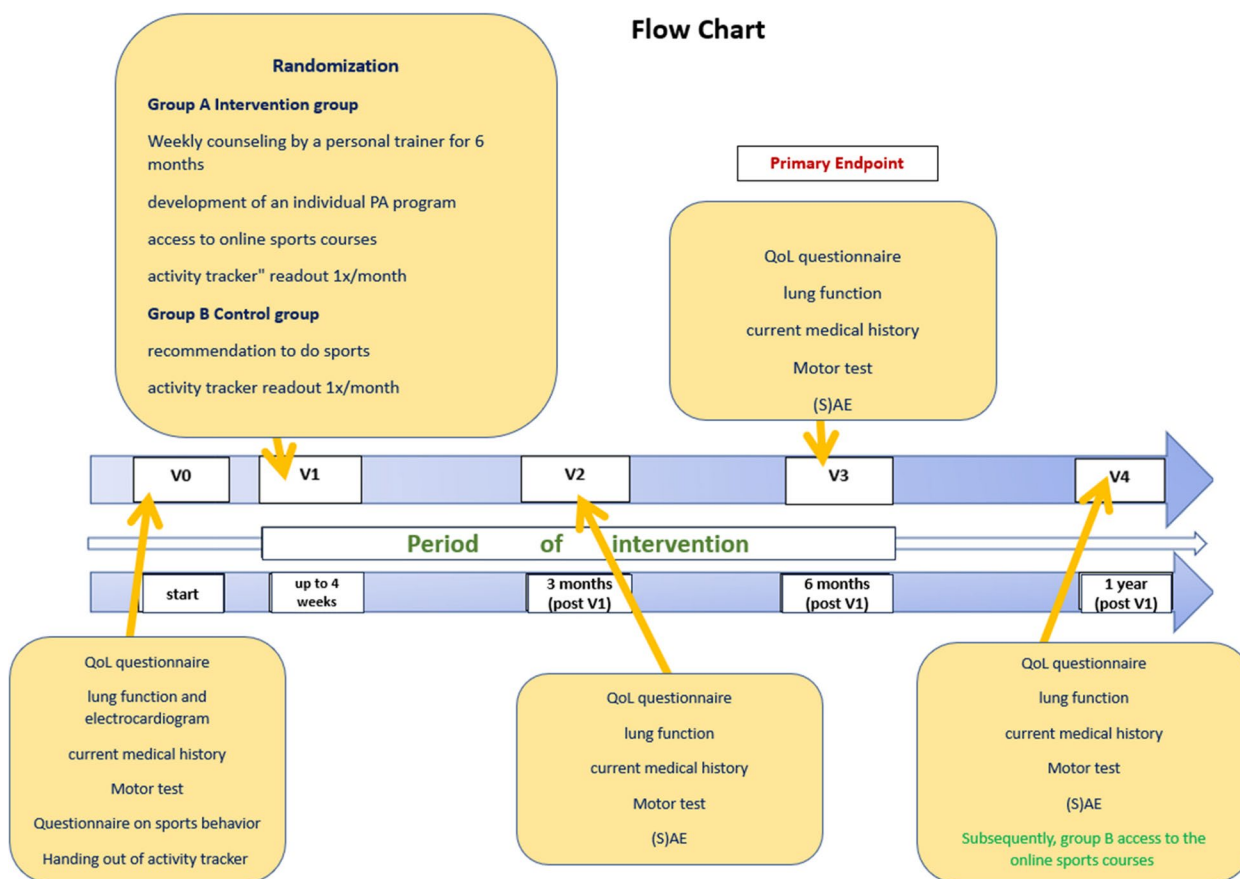 Flow Chart
Randomization
Group A Intervention group
Weekly counseling by a personal trainer for 6
months
development of an individual PA program
access to online sports courses
activity tracker" readout 1x/month
Group B Control group
recommendation to do sports
activity tracker readout 1x/month
Primary Endpoint
QoL questionnaire
lung function
current medical history
Motor test
(S)AE
V0
V1
V2
V3
V4
Period of intervention
start
up to 4
weeks
3 months
(post V1)
6 months
(post V1)
1 year
(post V1)
QoL questionnaire
lung function and
electrocardiogram
current medical history
Motor test
Questionnaire on sports behavior
Handing out of activity tracker
QoL questionnaire
lung function
current medical history
Motor test
(S)AE
QoL questionnaire
lung function
current medical history
Motor test
(S)AE
Subsequently, group B access to the
online sports courses